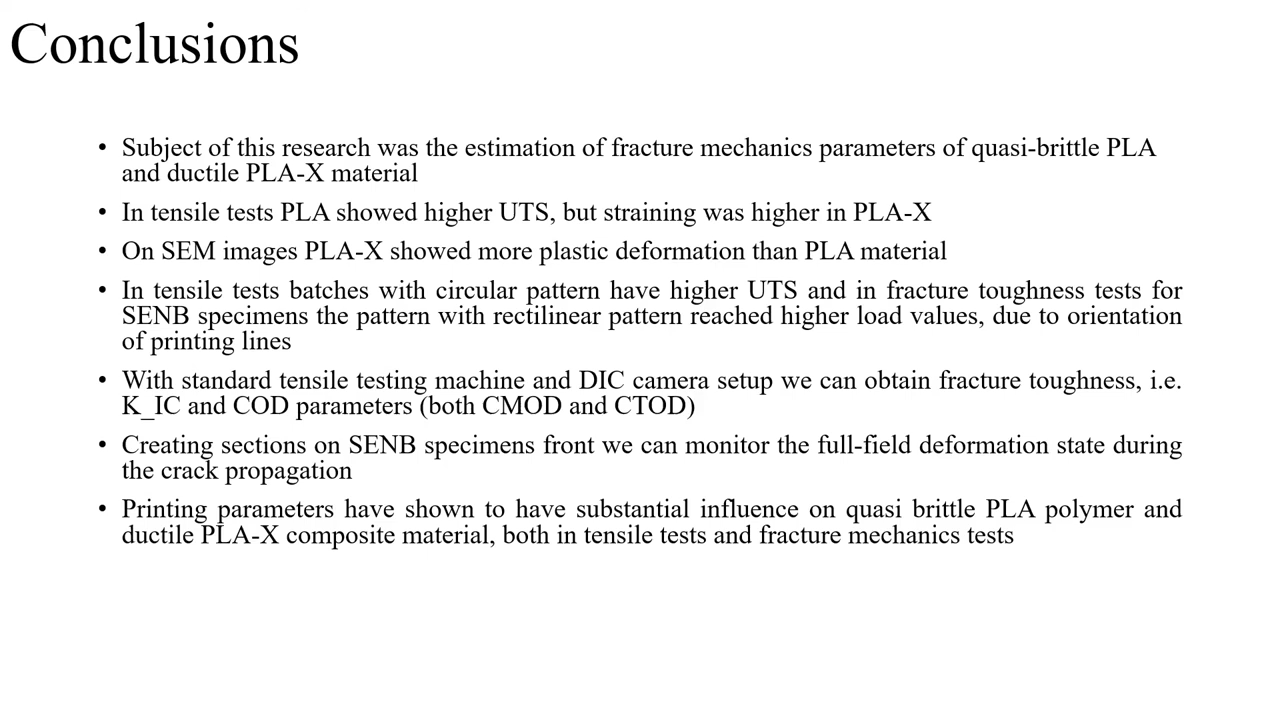 Conclusions
• Subject of this research was the estimation of fracture mechanics parameters of quasi-brittle PLA
and ductile PLA-X material
• In tensile tests PLA showed higher UTS, but straining was higher in PLA-X
• On SEM images PLA-X showed more plastic deformation than PLA material
• In tensile tests batches with circular pattern have higher UTS and in fracture toughness tests for
SENB specimens the pattern with rectilinear pattern reached higher load values, due to orientation
of printing lines
• With standard tensile testing machine and DIC camera setup we can obtain fracture toughness, i.e.
K_IC and COD parameters (both CMOD and CTOD)
• Creating sections on SENB specimens front we can monitor the full-field deformation state during
the crack propagation
• Printing parameters have shown to have substantial influence on quasi brittle PLA polymer and
ductile PLA-X composite material, both in tensile tests and fracture mechanics tests